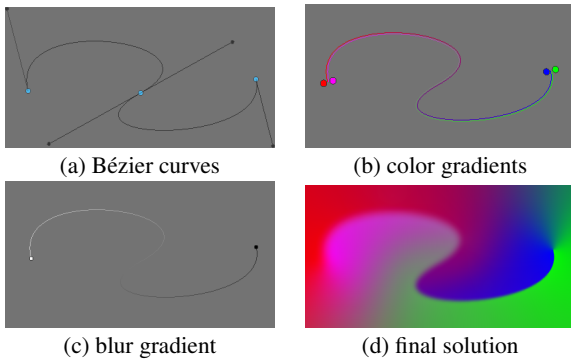 (a) Bézier curves
(b) color gradients
(c) blur gradient
(d) final solution